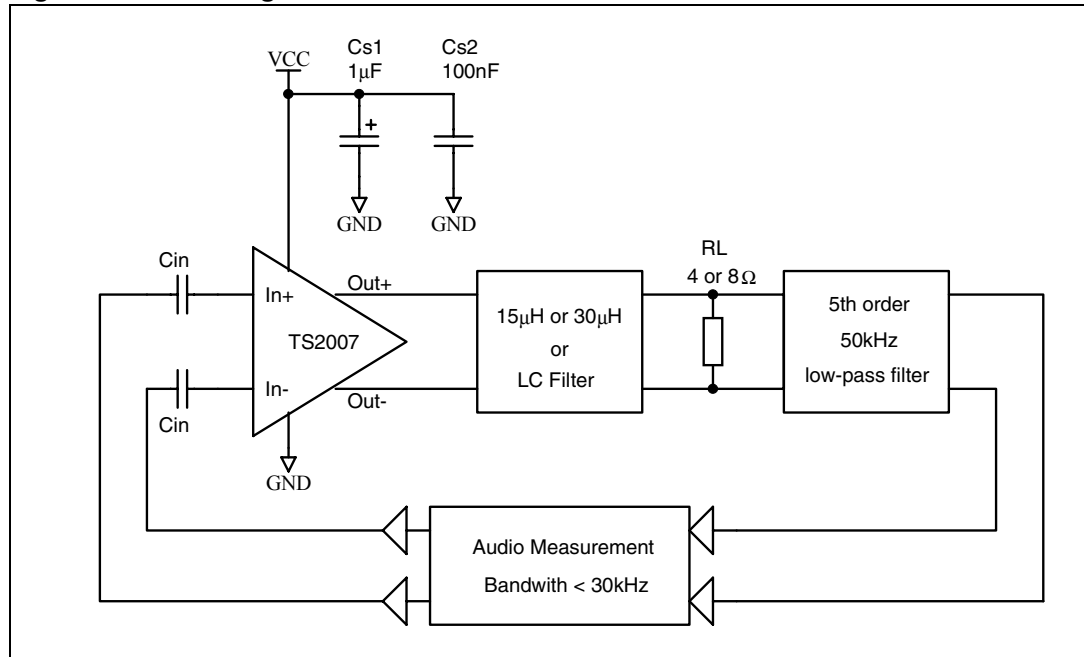 VCC
Cs1
1μF
Cs2
100nF
+
GND
GND
Cin
In+
TS2007
In-
Cin
GND
Out+
Out-
15μH or 30μH
or
LC Filter
RL
4 or 8Ω
5th order
50kHz
low-pass filter
Audio Measurement
Bandwith < 30kHz